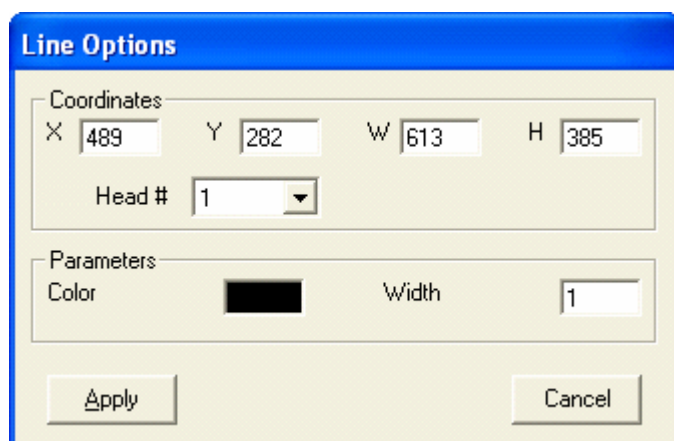 Line Options
Coordinates
X 489 Y 282 W 613 H 385
Head # 1
Parameters
Color Width 1
Apply Cancel